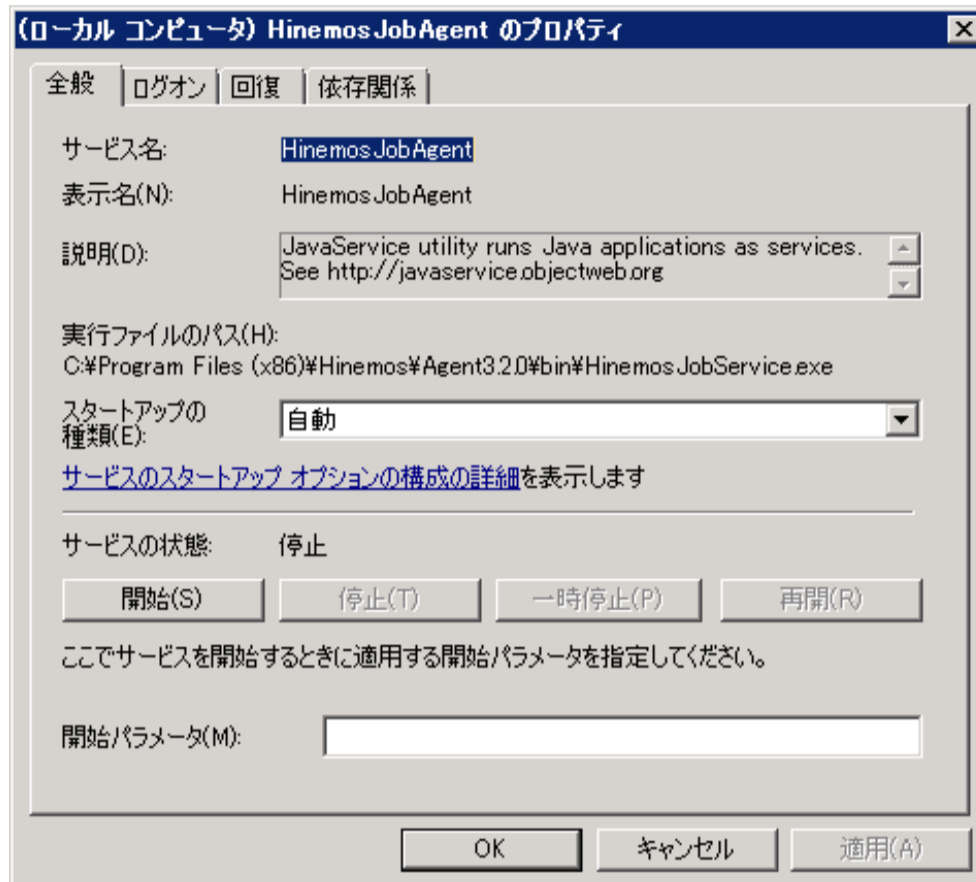 (ローカル コンピュータ) HinemosJobAgent のプロパティ
全般 ログオン 回復 依存関係
サービス名: HinemosJobAgent
表示名(N): HinemosJobAgent
説明(D): JavaService utility runs Java applications as services.
See http://javaservice.objectweb.org
実行ファイルのパス(H):
C:¥Program Files (x86)¥Hinemos¥Agent3.2.0¥bin¥HinemosJobService.exe
スタートアップの
種類(E): 自動
サービスのスタートアップ オプションの構成の詳細を表示します
サービスの状態: 停止
開始(S) 停止(T) 一時停止(P) 再開(R)
ここでサービスを開始するときに適用する開始パラメータを指定してください。
開始パラメータ(M):
OK キャンセル 適用(A)